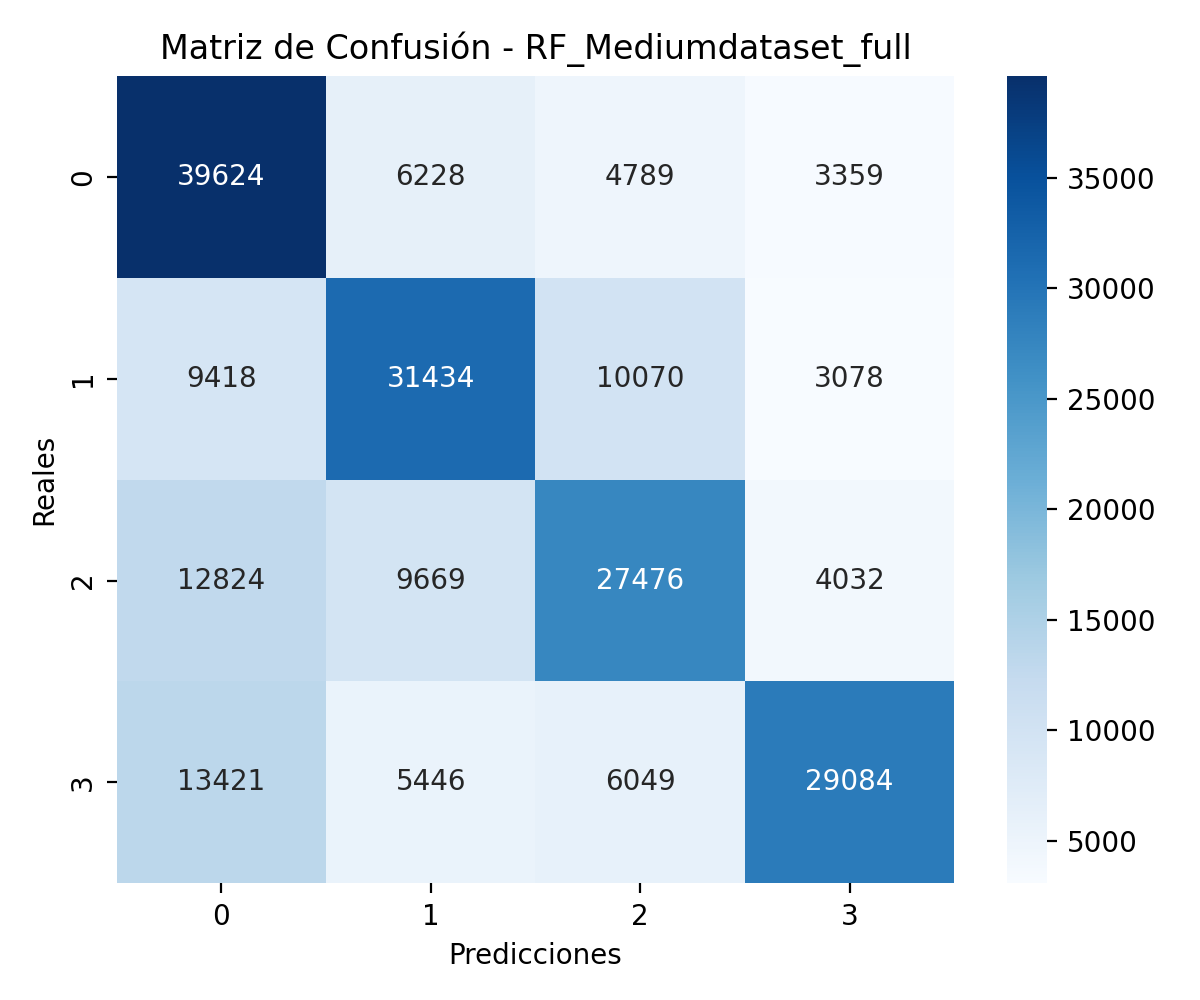 Matriz de Confusión - RF_Mediumdataset_full
0 39624 6228 4789 3359
1 9418 31434 10070 3078
2 12824 9669 27476 4032
3 13421 5446 6049 29084
0 1 2 3
Predicciones
Reales
35000
30000
25000
20000
15000
10000
5000